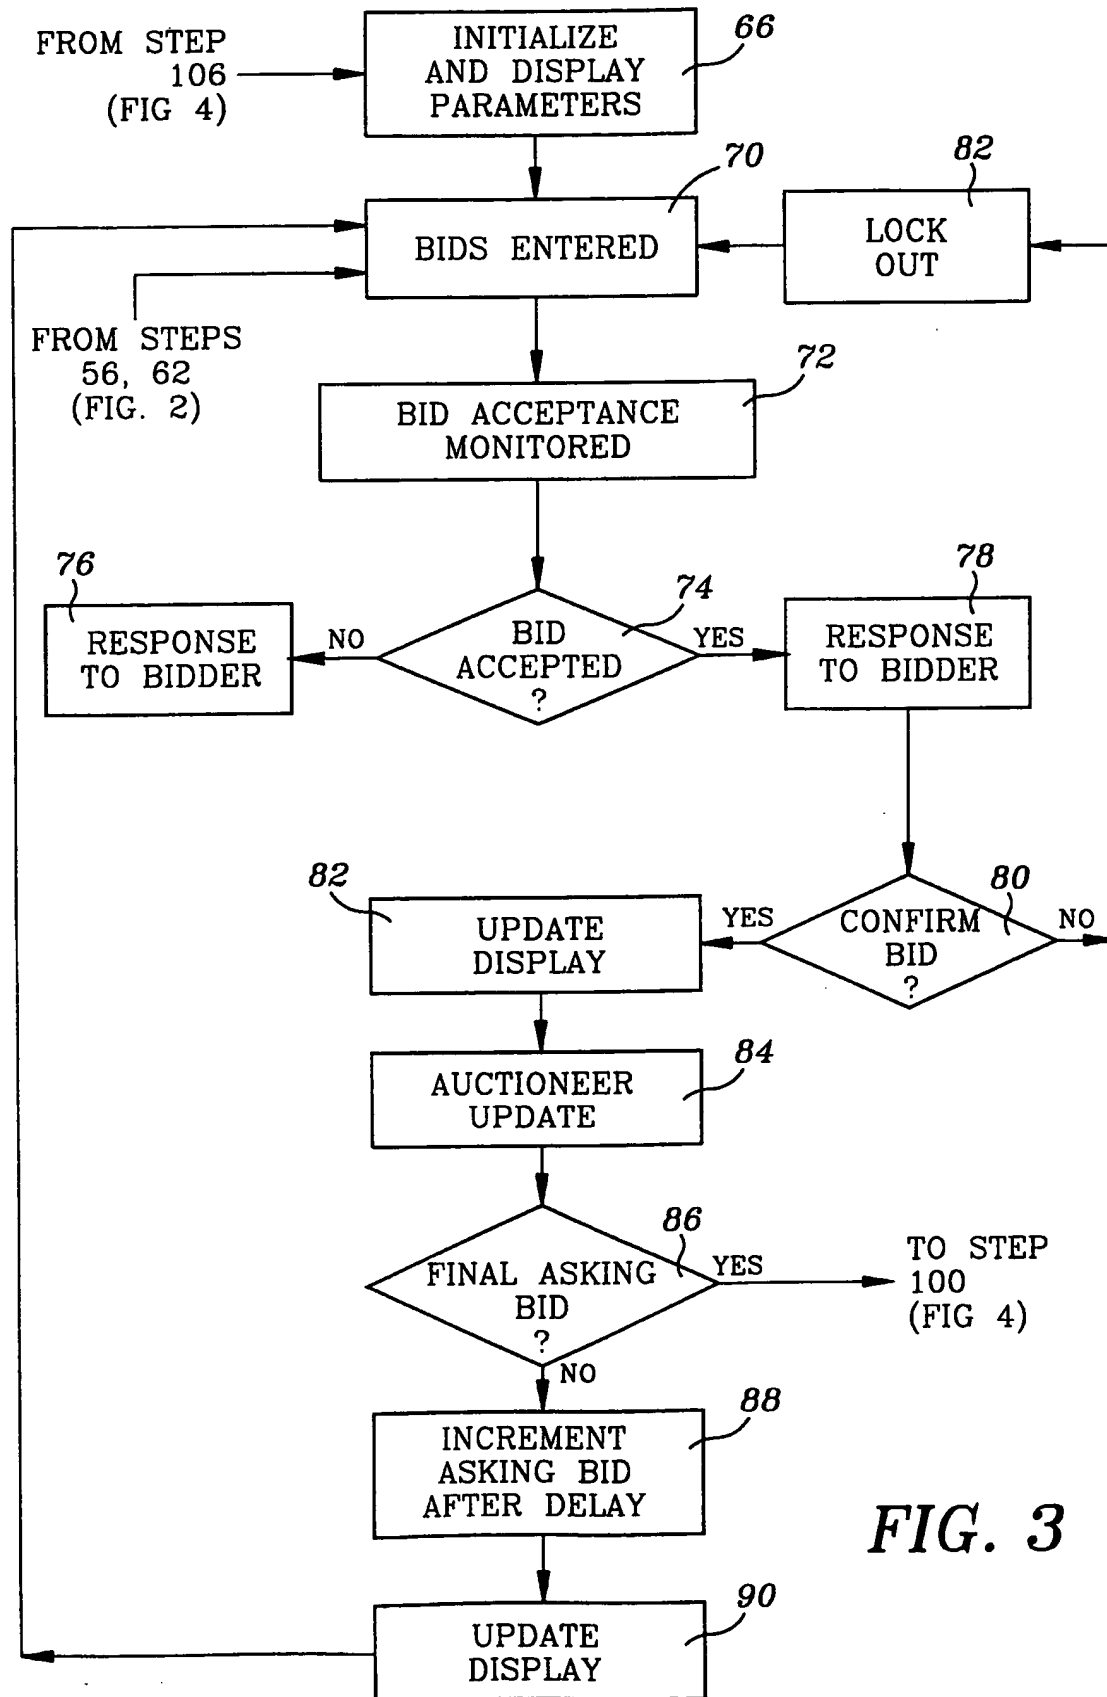 FROM STEP
106
(FIG 4)
INITIALIZE
AND DISPLAY
PARAMETERS
66
70
BIDS ENTERED
82
LOCK
OUT
FROM STEPS
56, 62
(FIG. 2)
72
BID ACCEPTANCE
MONITORED
76
RESPONSE
TO BIDDER
NO
74
BID
ACCEPTED
?
YES
78
RESPONSE
TO BIDDER
80
CONFIRM
BID
?
NO
YES
82
UPDATE
DISPLAY
84
AUCTIONEER
UPDATE
86
FINAL ASKING
BID
?
YES
TO STEP
100
(FIG 4)
NO
88
INCREMENT
ASKING BID
AFTER DELAY
FIG. 3
90
UPDATE
DISPLAY